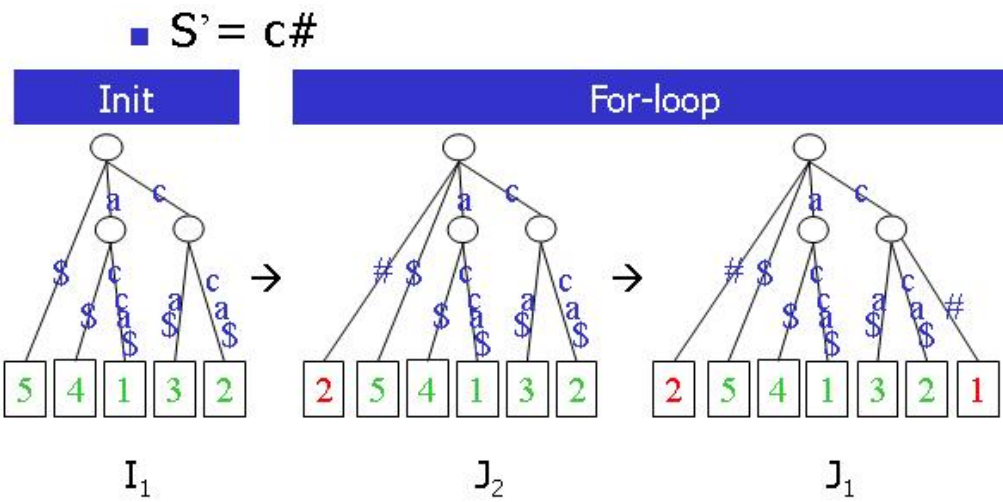 S’= c#
Init
For-loop
a c a c a c
$ # $ # $
c c c c c c
$ c a $ # 
a $ a $ a $
a a a
$ $ $
→ →
5 4 1 3 2 2 5 4 1 3 2 2 5 4 1 3 2 1
I₁ J₂ J₁